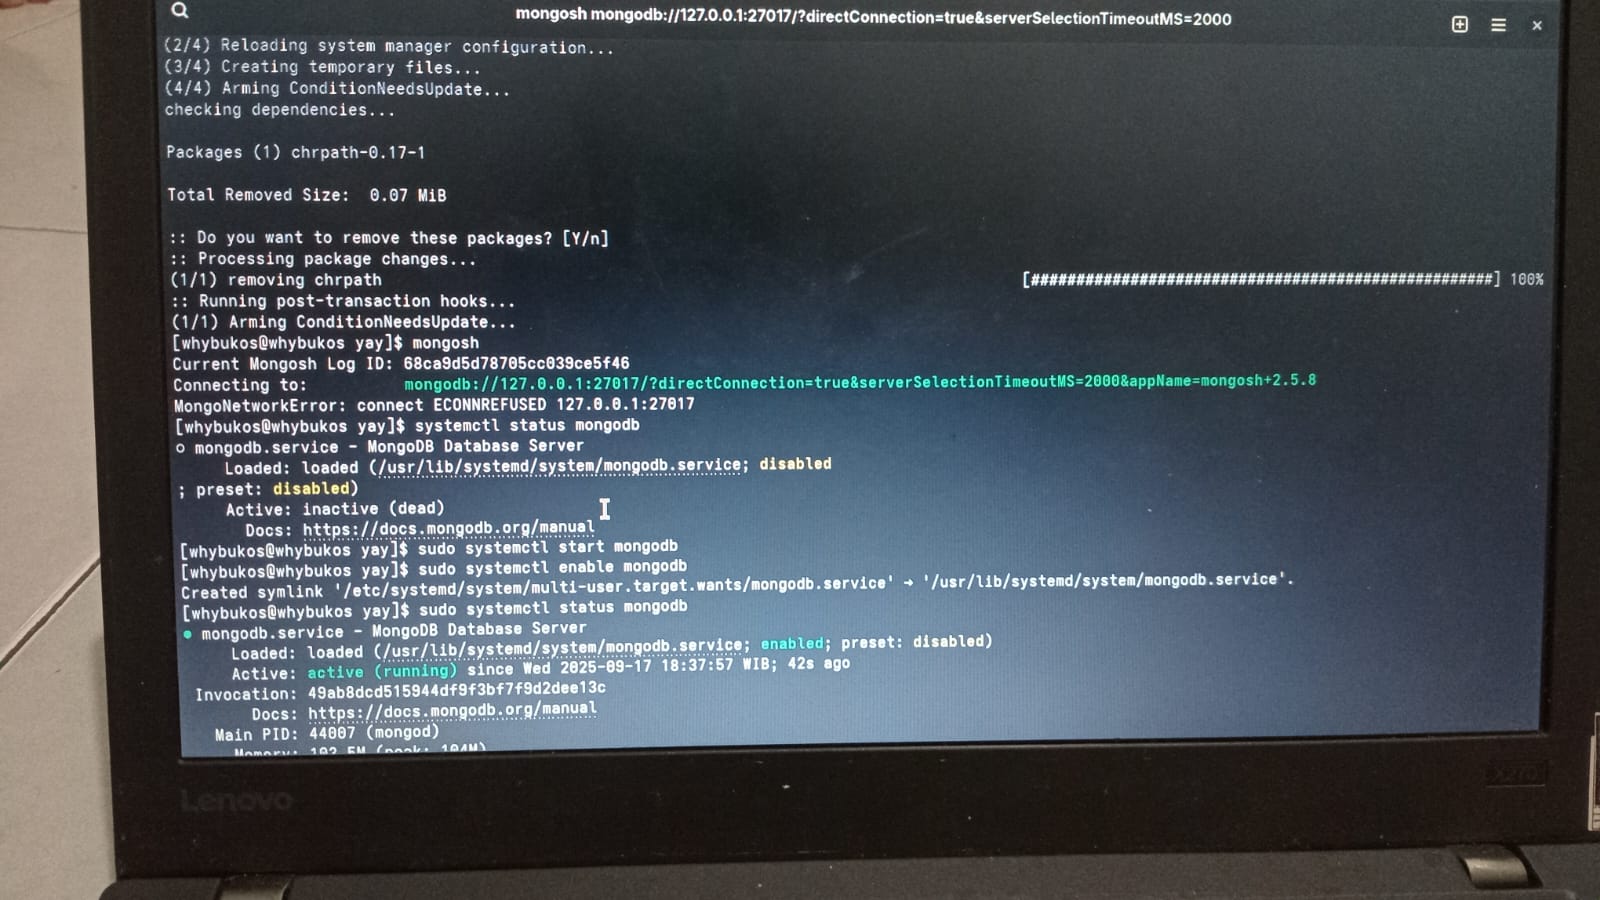 mongosh mongodb://127.0.0.1:27017/?directConnection=true&serverSelectionTimeoutMS=2000
(2/4) Reloading system manager configuration...
(3/4) Creating temporary files...
(4/4) Arming ConditionNeedsUpdate...
checking dependencies...
Packages (1) chrpath-0.17-1
Total Removed Size:  0.07 MiB
:: Do you want to remove these packages? [Y/n]
:: Processing package changes...
(1/1) removing chrpath [##################################################] 100%
:: Running post-transaction hooks...
(1/1) Arming ConditionNeedsUpdate...
[whybukos@whybukos yay]$ mongosh
Current Mongosh Log ID: 68ca9d5d78705cc039ce5f46
Connecting to: mongodb://127.0.0.1:27017/?directConnection=true&serverSelectionTimeoutMS=2000&appName=mongosh+2.5.8
MongoNetworkError: connect ECONNREFUSED 127.0.0.1:27017
[whybukos@whybukos yay]$ systemctl status mongodb
○ mongodb.service - MongoDB Database Server
Loaded: loaded (/usr/lib/systemd/system/mongodb.service; disabled
; preset: disabled)
Active: inactive (dead)
Docs: https://docs.mongodb.org/manual
[whybukos@whybukos yay]$ sudo systemctl start mongodb
[whybukos@whybukos yay]$ sudo systemctl enable mongodb
Created symlink '/etc/systemd/system/multi-user.target.wants/mongodb.service' → '/usr/lib/systemd/system/mongodb.service'.
[whybukos@whybukos yay]$ sudo systemctl status mongodb
● mongodb.service - MongoDB Database Server
Loaded: loaded (/usr/lib/systemd/system/mongodb.service; enabled; preset: disabled)
Active: active (running) since Wed 2025-09-17 18:37:57 WIB; 42s ago
Invocation: 49ab8dcd515944df9f3bf7f9d2dee13c
Docs: https://docs.mongodb.org/manual
Main PID: 44007 (mongod)
Memory: 102.5M (peak: 104M)
Lenovo
X270